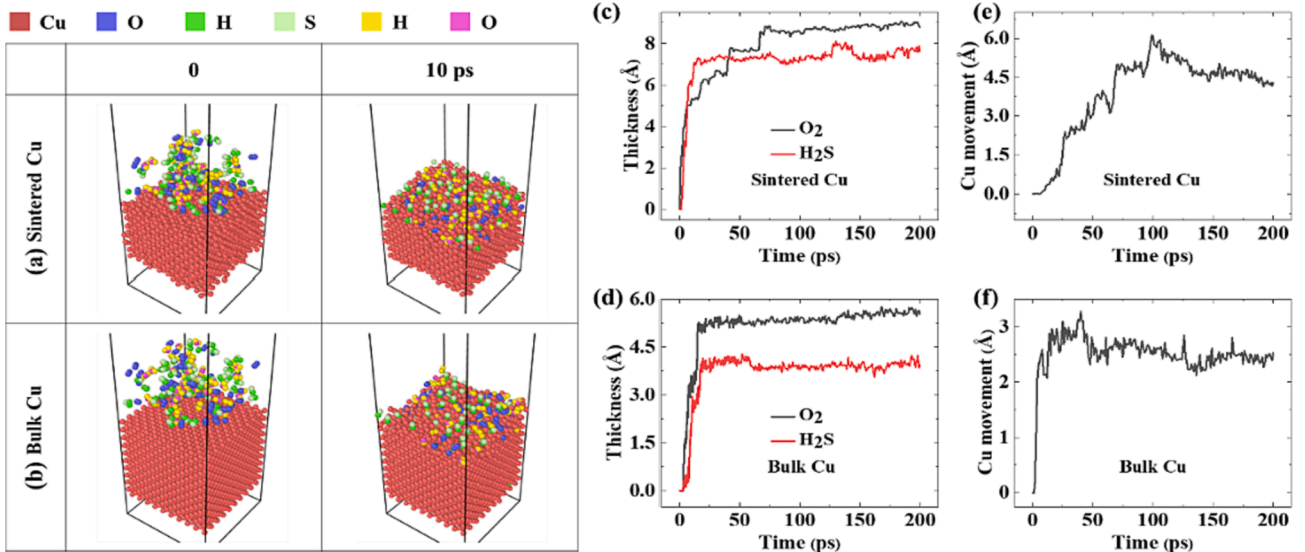 Cu O H S H O
0 10 ps
(a) Sintered Cu
(b) Bulk Cu
(c)
Thickness (Å)
8
6
4
2
0
O2
H2S
Sintered Cu
0 50 100 150 200
Time (ps)
(d)
Thickness (Å)
6.0
4.5
3.0
1.5
0.0
O2
H2S
Bulk Cu
0 50 100 150 200
Time (ps)
(e)
Cu movement (Å)
6.0
4.5
3.0
1.5
0.0
Sintered Cu
0 50 100 150 200
Time (ps)
(f)
Cu movement (Å)
3
2
1
0
Bulk Cu
0 50 100 150 200
Time (ps)